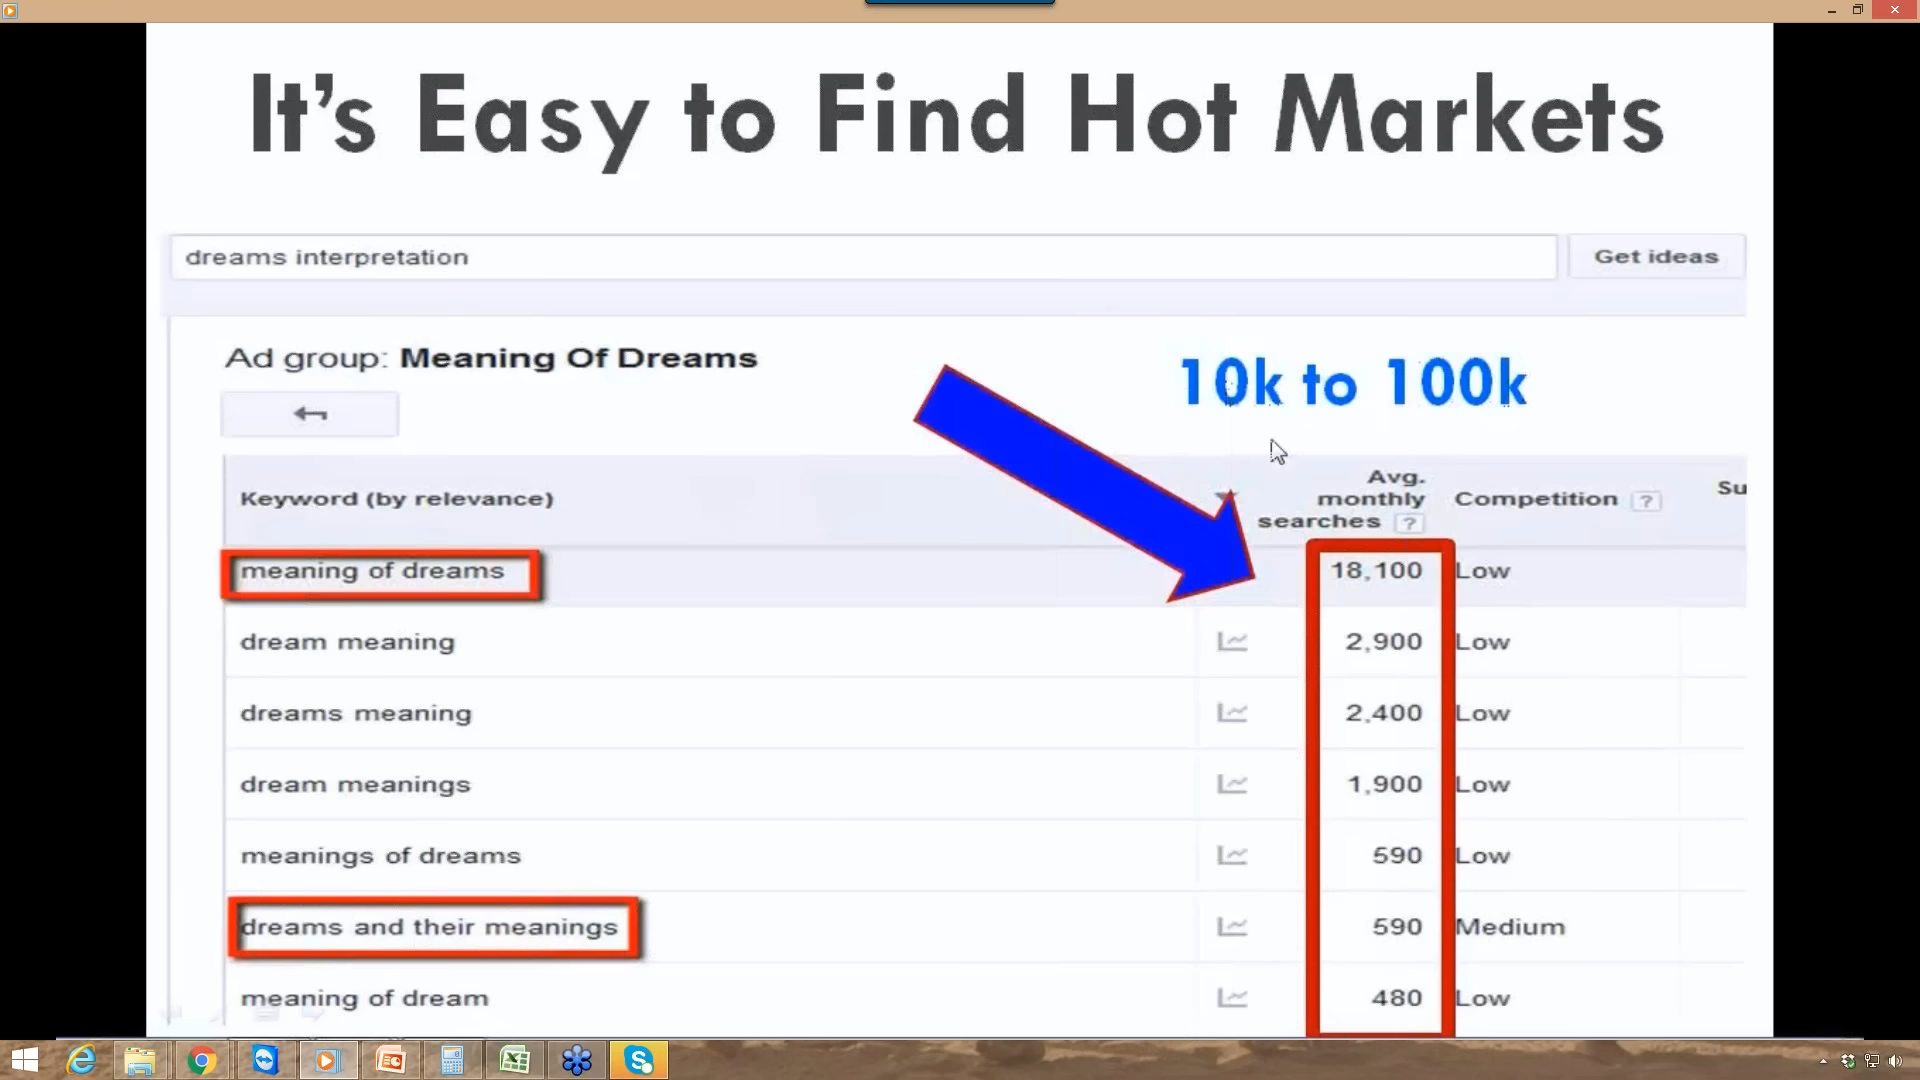 It's Easy to Find Hot Markets
dreams interpretation
Get ideas
Ad group: Meaning Of Dreams
10k to 100k
Keyword (by relevance)
Avg. monthly searches ?
Competition ?
Su
meaning of dreams 18,100 Low
dream meaning 2,900 Low
dreams meaning 2,400 Low
dream meanings 1,900 Low
meanings of dreams 590 Low
dreams and their meanings 590 Medium
meaning of dream 480 Low